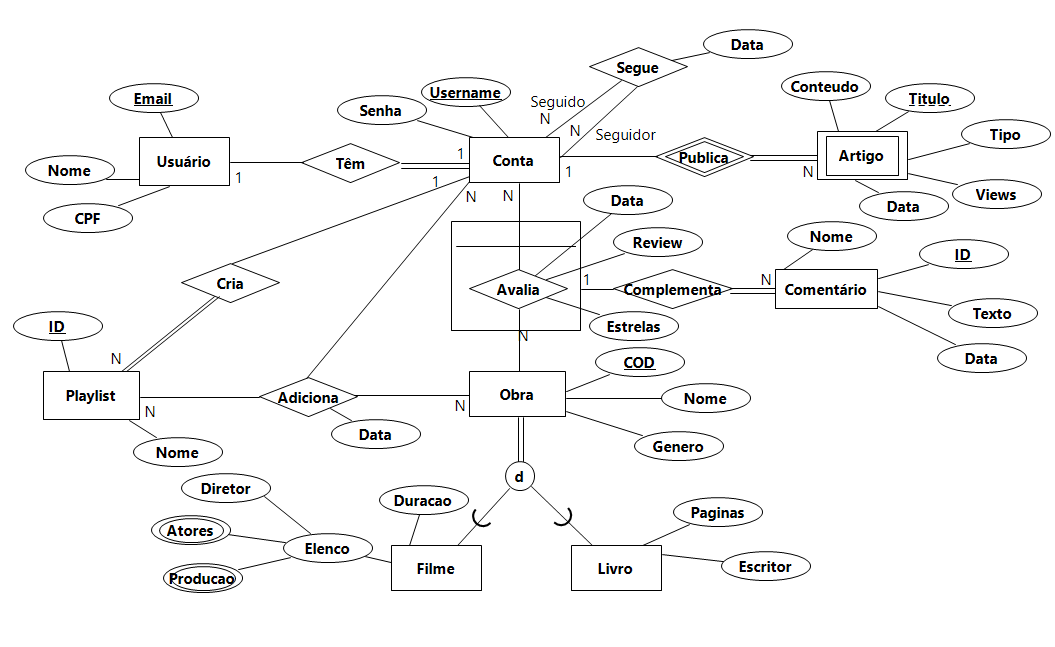 Data
Segue
Conteudo
Username
Email
Titulo
Seguido
Senha
N
N
Seguidor
Tipo
1
Usuário
Têm
Conta
Publica
Artigo
Nome
1
1
1
N
N
N
Data
Views
CPF
Data
Nome
Review
ID
Cria
1
N
Avalia
Complementa
Comentário
Texto
ID
Estrelas
N
N
Data
COD
Playlist
Adiciona
Obra
Nome
N
N
Data
Genero
Nome
d
Diretor
Duracao
Paginas
Atores
Elenco
Filme
Livro
Escritor
Producao